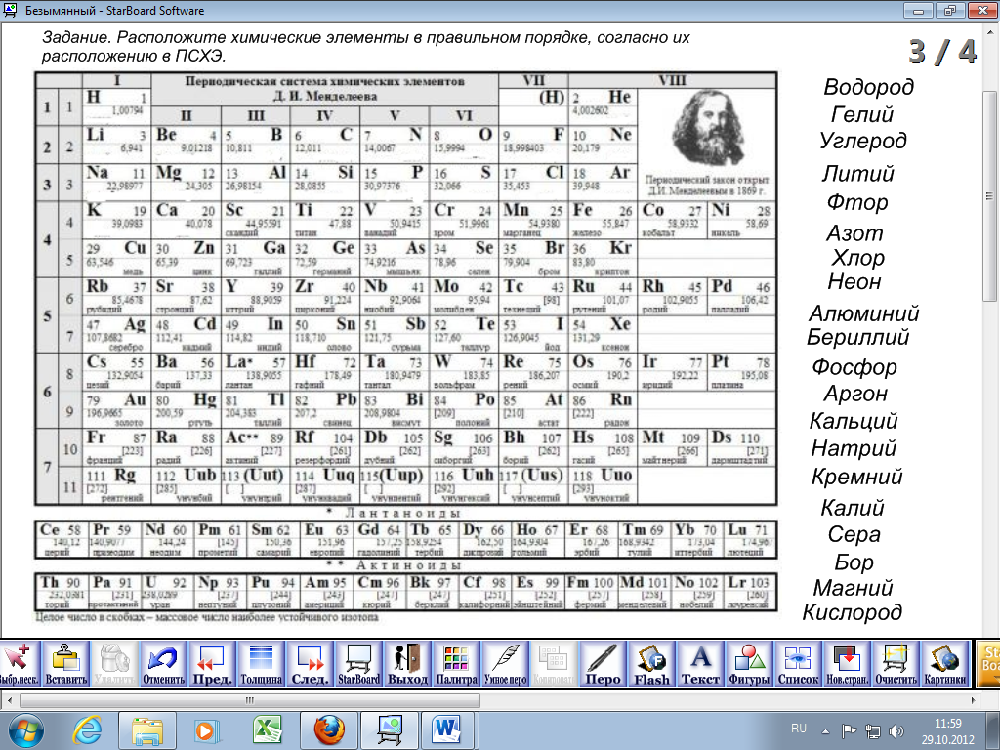 Безымянный - StarBoard Software
Задание. Расположите химические элементы в правильном порядке, согласно их
расположению в ПСХЭ.
3 / 4
I Периодическая система химических элементов VII VIII
Д. И. Менделеева
II III IV V VI
1 1 H 1 (H) 2 He
1,00794 4,002602
2 2 Li 3 Be 4 5 B 6 C 7 N 8 O 9 F 10 Ne
6,941 9,01218 10,811 12,011 14,0067 15,9994 18,998403 20,179
3 3 Na 11 Mg 12 13 Al 14 Si 15 P 16 S 17 Cl 18 Ar
22,98977 24,305 26,98154 28,0855 30,97376 32,066 35,453 39,948
Периодический закон открыт
Д.И. Менделеевым в 1869 г.
4 4 K 19 Ca 20 Sc 21 Ti 22 V 23 Cr 24 Mn 25 Fe 26 Co 27 Ni 28
39,0983 40,078 44,95591 47,88 50,9415 51,9961 54,9380 55,847 58,9332 58,69
скандий титан ванадий хром марганец железо кобальт никель
5 29 Cu 30 Zn 31 Ga 32 Ge 33 As 34 Se 35 Br 36 Kr
63,546 65,39 69,723 72,59 74,9216 78,96 79,904 83,80
медь цинк галлий германий мышьяк селен бром криптон
5 6 Rb 37 Sr 38 Y 39 Zr 40 Nb 41 Mo 42 Tc 43 Ru 44 Rh 45 Pd 46
85,4678 87,62 88,9059 91,224 92,9064 95,94 [98] 101,07 102,9055 106,42
рубидий стронций иттрий цирконий ниобий молибден технеций рутений родий палладий
7 47 Ag 48 Cd 49 In 50 Sn 51 Sb 52 Te 53 I 54 Xe
107,8682 112,41 114,82 118,710 121,75 127,60 126,9045 131,29
серебро кадмий индий олово сурьма теллур йод ксенон
6 8 Cs 55 Ba 56 La* 57 Hf 72 Ta 73 W 74 Re 75 Os 76 Ir 77 Pt 78
132,9054 137,33 138,9055 178,49 180,9479 183,85 186,207 190,2 192,22 195,08
цезий барий лантан гафний тантал вольфрам рений осмий иридий платина
9 79 Au 80 Hg 81 Tl 82 Pb 83 Bi 84 Po 85 At 86 Rn
196,9665 200,59 204,383 207,2 208,9804 [209] [210] [222]
золото ртуть таллий свинец висмут полоний астат радон
7 10 Fr 87 Ra 88 Ac** 89 Rf 104 Db 105 Sg 106 Bh 107 Hs 108 Mt 109 Ds 110
[223] [226] [227] [261] [262] [263] [262] [265] [266] [271]
франций радий актиний резерфордий дубний сиборгий борий гасий майтнерий дармштадтий
11 111 Rg 112 Uub 113 (Uut) 114 Uuq 115(Uup) 116 Uuh 117 (Uus) 118 Uuo
[272] [285] [ ] [287] [ ] [292] [ ] [293]
рентгений унунбий унунтрий унунквадий унунпентий унунгексий унунсептий унуноктий
* Лантаноиды
Ce 58 Pr 59 Nd 60 Pm 61 Sm 62 Eu 63 Gd 64 Tb 65 Dy 66 Ho 67 Er 68 Tm 69 Yb 70 Lu 71
140,12 140,9077 144,24 [145] 150,36 151,96 157,25 158,9254 162,50 164,9304 167,26 168,9342 173,04 174,967
церий празеодим неодим прометий самарий европий гадолиний тербий диспрозий гольмий эрбий тулий иттербий лютеций
** Актиноиды
Th 90 Pa 91 U 92 Np 93 Pu 94 Am 95 Cm 96 Bk 97 Cf 98 Es 99 Fm 100 Md 101 No 102 Lr 103
232,0381 [231] 238,0289 [237] [244] [243] [247] [247] [251] [252] [257] [258] [259] [260]
торий протактиний уран нептуний плутоний америций кюрий берклий калифорний эйнштейний фермий менделевий нобелий лоуренсий
Целое число в скобках – массовое число наиболее устойчивого изотопа
Водород
Гелий
Углерод
Литий
Фтор
Азот
Хлор
Неон
Алюминий
Бериллий
Фосфор
Аргон
Кальций
Натрий
Кремний
Калий
Сера
Бор
Магний
Кислород
Выбр.неск. Вставить Удалить Отменить Пред. Толщина След. StarBoard Выход Палитра Умное перо Копировать Перо Flash Текст Фигуры Список Нов.стран. Очистить Картинки Star Boa
RU 11:59
29.10.2012